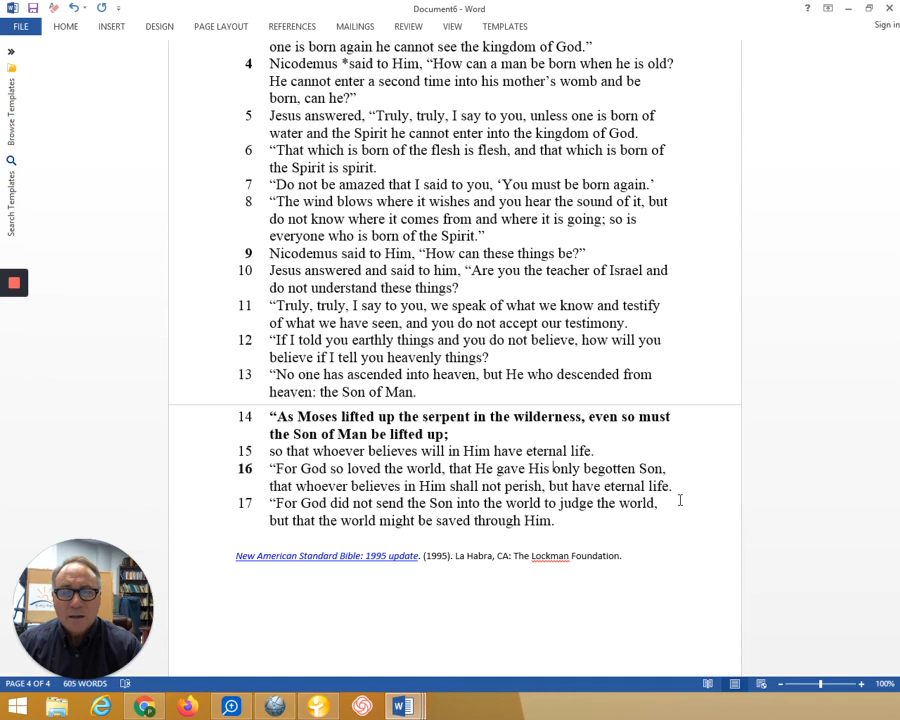 Document6 - Word
Sign in
FILE HOME INSERT DESIGN PAGE LAYOUT REFERENCES MAILINGS REVIEW VIEW TEMPLATES
Browse Templates
Search Templates
one is born again he cannot see the kingdom of God.”
4 Nicodemus *said to Him, “How can a man be born when he is old?
He cannot enter a second time into his mother’s womb and be
born, can he?”
5 Jesus answered, “Truly, truly, I say to you, unless one is born of
water and the Spirit he cannot enter into the kingdom of God.
6 “That which is born of the flesh is flesh, and that which is born of
the Spirit is spirit.
7 “Do not be amazed that I said to you, ‘You must be born again.’
8 “The wind blows where it wishes and you hear the sound of it, but
do not know where it comes from and where it is going; so is
everyone who is born of the Spirit.”
9 Nicodemus said to Him, “How can these things be?”
10 Jesus answered and said to him, “Are you the teacher of Israel and
do not understand these things?
11 “Truly, truly, I say to you, we speak of what we know and testify
of what we have seen, and you do not accept our testimony.
12 “If I told you earthly things and you do not believe, how will you
believe if I tell you heavenly things?
13 “No one has ascended into heaven, but He who descended from
heaven: the Son of Man.
14 “As Moses lifted up the serpent in the wilderness, even so must
the Son of Man be lifted up;
15 so that whoever believes will in Him have eternal life.
16 “For God so loved the world, that He gave His only begotten Son,
that whoever believes in Him shall not perish, but have eternal life.
17 “For God did not send the Son into the world to judge the world,
but that the world might be saved through Him.
New American Standard Bible: 1995 update. (1995). La Habra, CA: The Lockman Foundation.
PAGE 4 OF 4 605 WORDS
100%